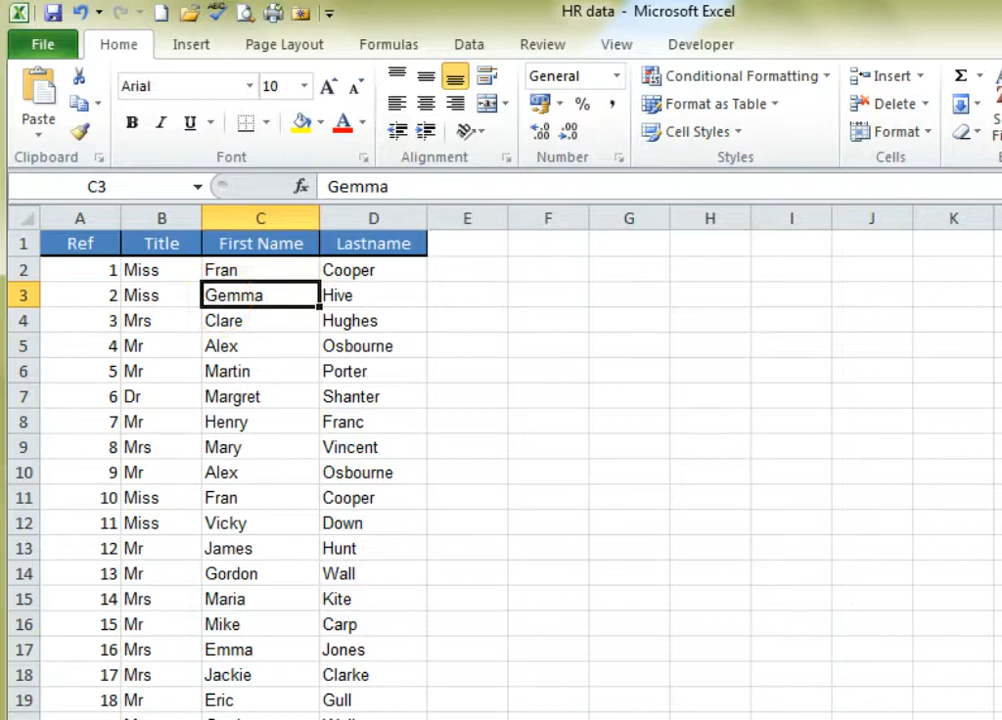 HR data - Microsoft Excel
File Home Insert Page Layout Formulas Data Review View Developer
Arial 10 General Conditional Formatting Insert Σ
Paste B I U A A A % , Format as Table Delete
Cell Styles Format
Clipboard Font Alignment Number Styles Cells
C3 fx Gemma
A B C D E F G H I J K
1 Ref Title First Name Lastname
2 1 Miss Fran Cooper
3 2 Miss Gemma Hive
4 3 Mrs Clare Hughes
5 4 Mr Alex Osbourne
6 5 Mr Martin Porter
7 6 Dr Margret Shanter
8 7 Mr Henry Franc
9 8 Mrs Mary Vincent
10 9 Mr Alex Osbourne
11 10 Miss Fran Cooper
12 11 Miss Vicky Down
13 12 Mr James Hunt
14 13 Mr Gordon Wall
15 14 Mrs Maria Kite
16 15 Mr Mike Carp
17 16 Mrs Emma Jones
18 17 Mrs Jackie Clarke
19 18 Mr Eric Gull